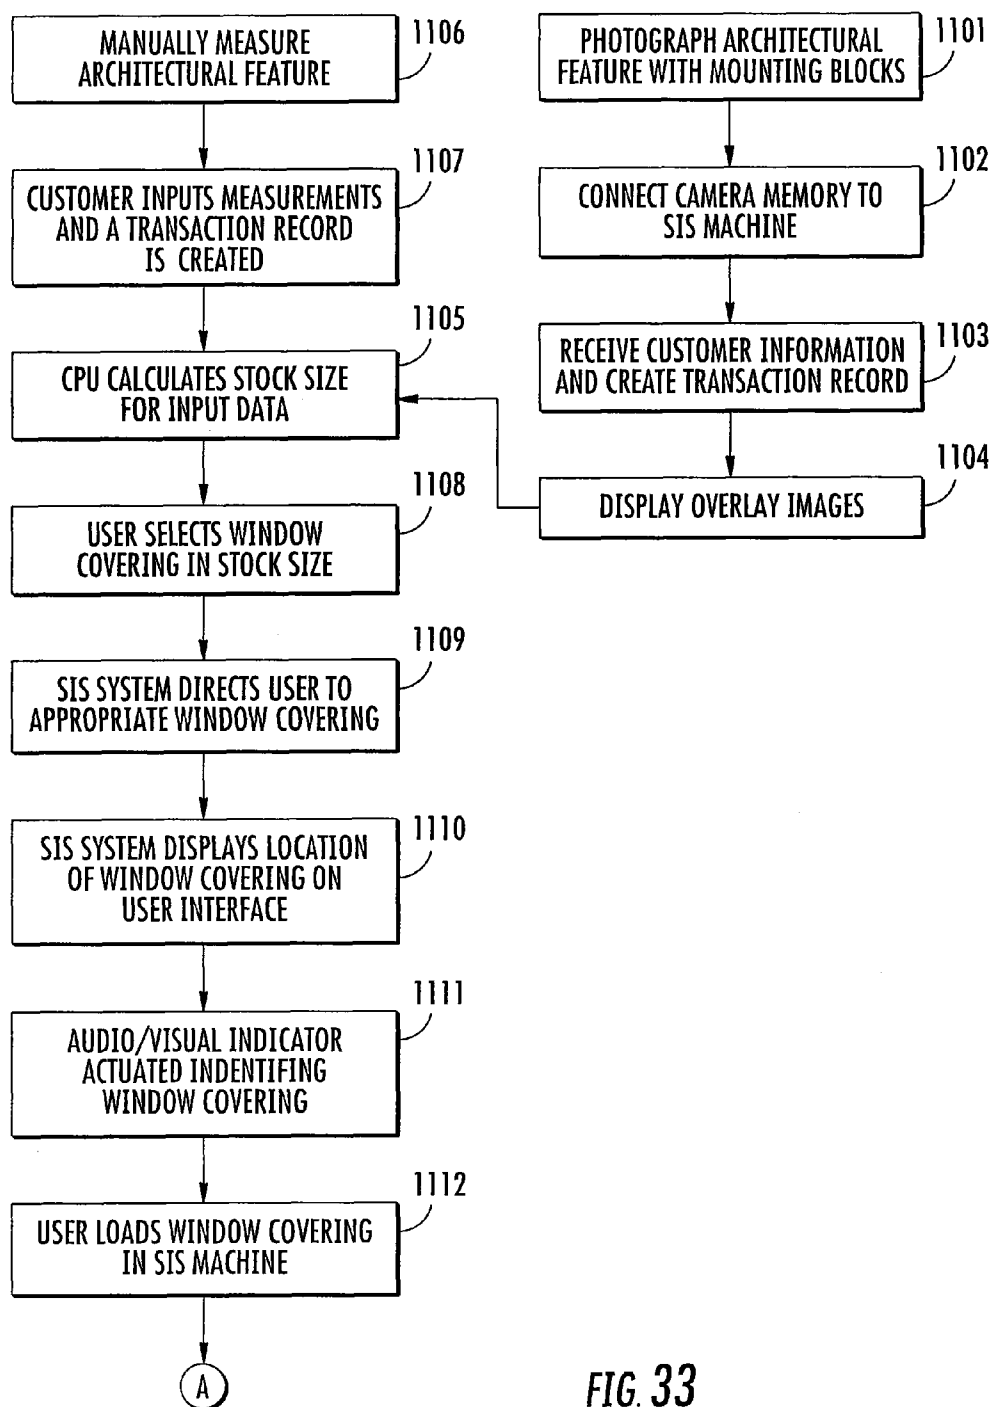 MANUALLY MEASURE
ARCHITECTURAL FEATURE
1106
CUSTOMER INPUTS MEASUREMENTS
AND A TRANSACTION RECORD
IS CREATED
1107
CPU CALCULATES STOCK SIZE
FOR INPUT DATA
1105
USER SELECTS WINDOW
COVERING IN STOCK SIZE
1108
SIS SYSTEM DIRECTS USER TO
APPROPRIATE WINDOW COVERING
1109
SIS SYSTEM DISPLAYS LOCATION
OF WINDOW COVERING ON
USER INTERFACE
1110
AUDIO/VISUAL INDICATOR
ACTUATED INDENTIFING
WINDOW COVERING
1111
USER LOADS WINDOW COVERING
IN SIS MACHINE
1112
A
PHOTOGRAPH ARCHITECTURAL
FEATURE WITH MOUNTING BLOCKS
1101
CONNECT CAMERA MEMORY TO
SIS MACHINE
1102
RECEIVE CUSTOMER INFORMATION
AND CREATE TRANSACTION RECORD
1103
DISPLAY OVERLAY IMAGES
1104
FIG. 33